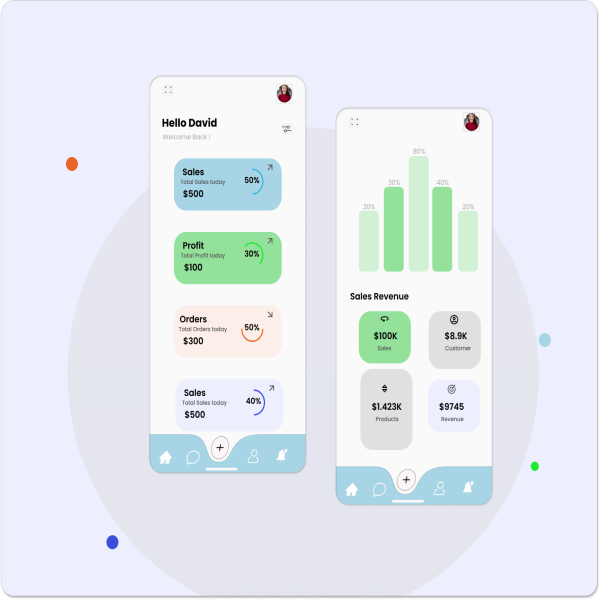 Hello David
Welcome Back !
Sales
Total Sales today
50%
$500
Profit
Total Profit today
30%
$100
Orders
Total Orders today
50%
$300
Sales
Total Sales today
40%
$500
60%
30%
40%
20%
20%
Sales Revenue
$100K
Sales
$8.9K
Customer
$1.423K
Products
$9745
Revenue